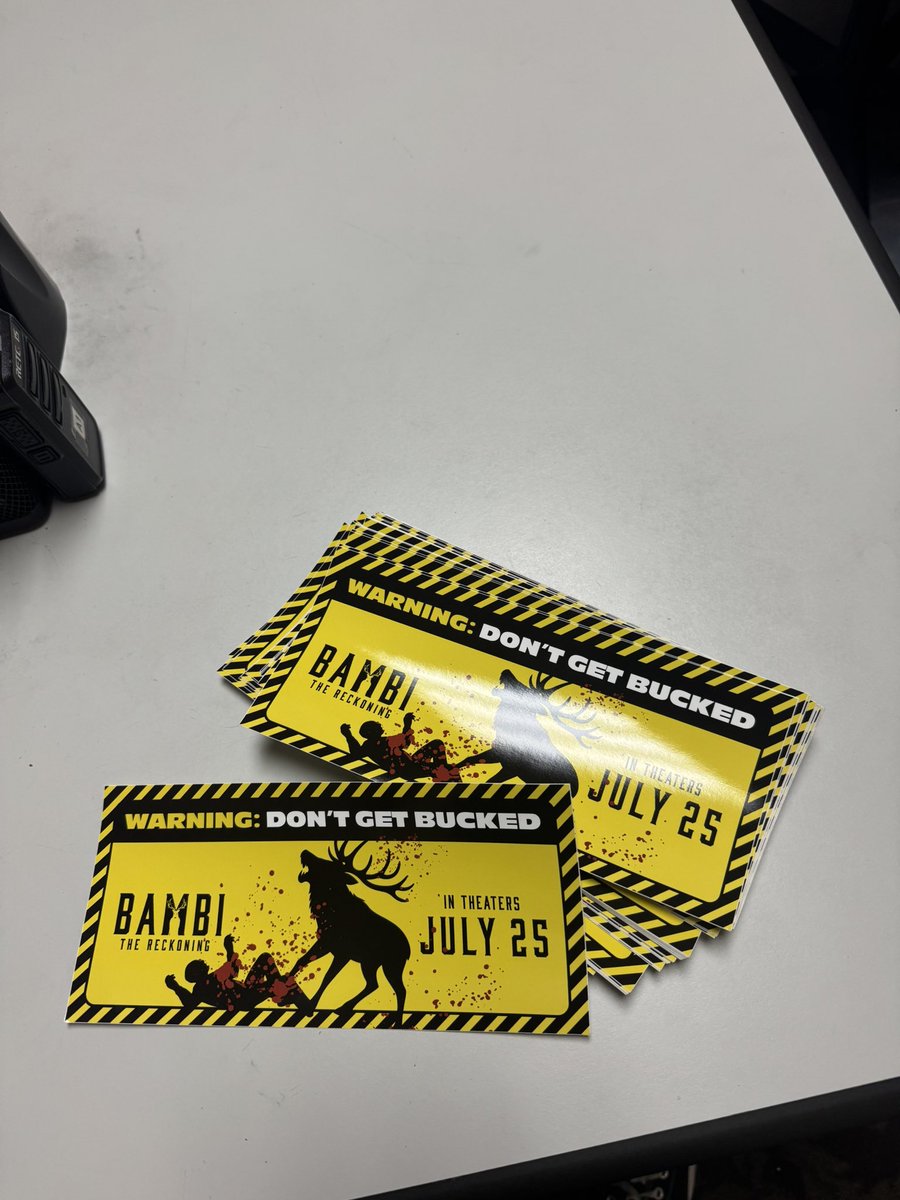 RETEVIS
WARNING: DON'T GET BUCKED
BAMBI
THE RECKONING
IN THEATERS
JULY 25
WARNING: DON'T GET BUCKED
BAMBI
THE RECKONING
IN THEATERS
JULY 25